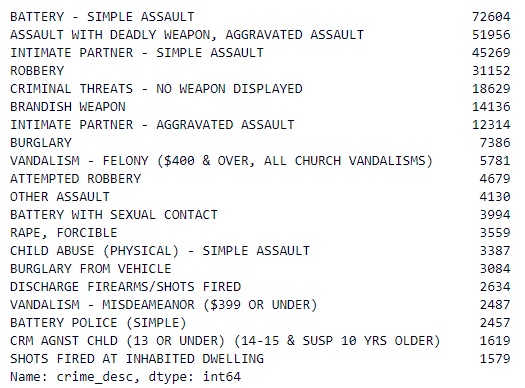 BATTERY - SIMPLE ASSAULT 72604
ASSAULT WITH DEADLY WEAPON, AGGRAVATED ASSAULT 51956
INTIMATE PARTNER - SIMPLE ASSAULT 45269
ROBBERY 31152
CRIMINAL THREATS - NO WEAPON DISPLAYED 18629
BRANDISH WEAPON 14136
INTIMATE PARTNER - AGGRAVATED ASSAULT 12314
BURGLARY 7386
VANDALISM - FELONY ($400 & OVER, ALL CHURCH VANDALISMS) 5781
ATTEMPTED ROBBERY 4679
OTHER ASSAULT 4130
BATTERY WITH SEXUAL CONTACT 3994
RAPE, FORCIBLE 3559
CHILD ABUSE (PHYSICAL) - SIMPLE ASSAULT 3387
BURGLARY FROM VEHICLE 3084
DISCHARGE FIREARMS/SHOTS FIRED 2634
VANDALISM - MISDEAMEANOR ($399 OR UNDER) 2487
BATTERY POLICE (SIMPLE) 2457
CRM AGNST CHLD (13 OR UNDER) (14-15 & SUSP 10 YRS OLDER) 1619
SHOTS FIRED AT INHABITED DWELLING 1579
Name: crime_desc, dtype: int64